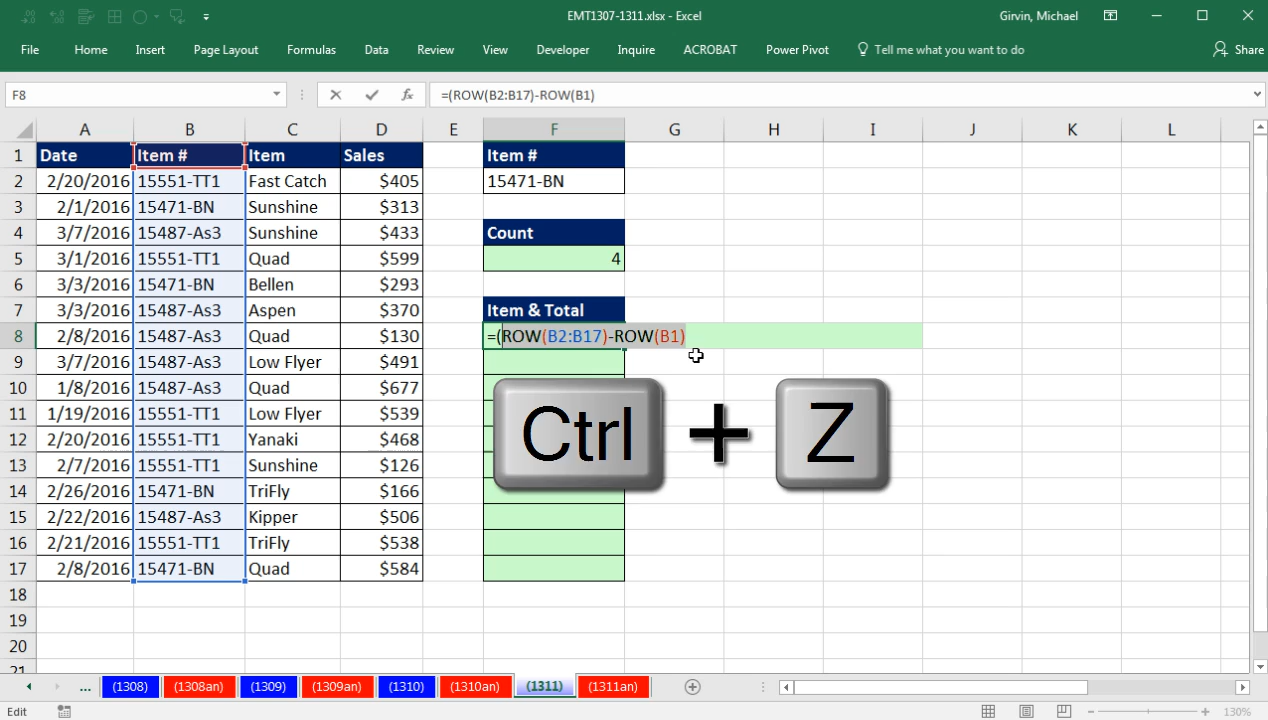 EMT1307-1311.xlsx - Excel
Girvin, Michael
File Home Insert Page Layout Formulas Data Review View Developer Inquire ACROBAT Power Pivot Tell me what you want to do Share
F8 fx =(ROW(B2:B17)-ROW(B1)
A B C D E F G H I J K L
1 Date Item # Item Sales Item #
2 2/20/2016 15551-TT1 Fast Catch $405 15471-BN
3 2/1/2016 15471-BN Sunshine $313
4 3/7/2016 15487-As3 Sunshine $433 Count
5 3/1/2016 15551-TT1 Quad $599 4
6 3/3/2016 15471-BN Bellen $293
7 3/3/2016 15487-As3 Aspen $370 Item & Total
8 2/8/2016 15487-As3 Quad $130 =(ROW(B2:B17)-ROW(B1)
9 3/7/2016 15487-As3 Low Flyer $491
10 1/8/2016 15487-As3 Quad $677
11 1/19/2016 15551-TT1 Low Flyer $539
12 2/20/2016 15551-TT1 Yanaki $468
13 2/7/2016 15551-TT1 Sunshine $126
14 2/26/2016 15471-BN TriFly $166
15 2/22/2016 15487-As3 Kipper $506
16 2/21/2016 15551-TT1 TriFly $538
17 2/8/2016 15471-BN Quad $584
Ctrl + Z
18
19
20
21
... (1308) (1308an) (1309) (1309an) (1310) (1310an) (1311) (1311an)
Edit 130%